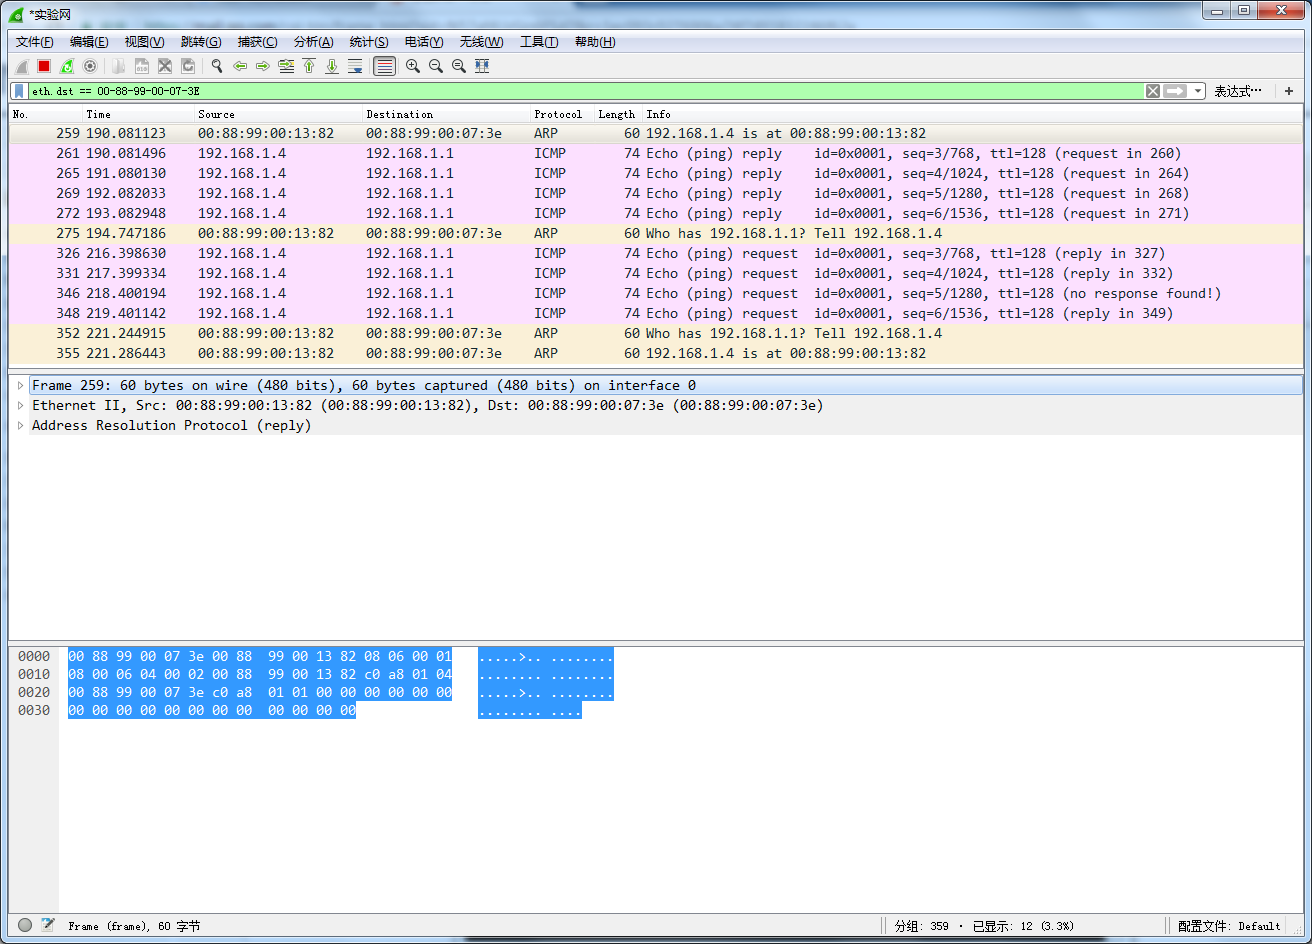 *实验网
文件(F) 编辑(E) 视图(V) 跳转(G) 捕获(C) 分析(A) 统计(S) 电话(Y) 无线(W) 工具(T) 帮助(H)
eth.dst == 00-88-99-00-07-3E 表达式… +
No. Time Source Destination Protocol Length Info
259 190.081123 00:88:99:00:13:82 00:88:99:00:07:3e ARP 60 192.168.1.4 is at 00:88:99:00:13:82
261 190.081496 192.168.1.4 192.168.1.1 ICMP 74 Echo (ping) reply id=0x0001, seq=3/768, ttl=128 (request in 260)
265 191.080130 192.168.1.4 192.168.1.1 ICMP 74 Echo (ping) reply id=0x0001, seq=4/1024, ttl=128 (request in 264)
269 192.082033 192.168.1.4 192.168.1.1 ICMP 74 Echo (ping) reply id=0x0001, seq=5/1280, ttl=128 (request in 268)
272 193.082948 192.168.1.4 192.168.1.1 ICMP 74 Echo (ping) reply id=0x0001, seq=6/1536, ttl=128 (request in 271)
275 194.747186 00:88:99:00:13:82 00:88:99:00:07:3e ARP 60 Who has 192.168.1.1? Tell 192.168.1.4
326 216.398630 192.168.1.4 192.168.1.1 ICMP 74 Echo (ping) request id=0x0001, seq=3/768, ttl=128 (reply in 327)
331 217.399334 192.168.1.4 192.168.1.1 ICMP 74 Echo (ping) request id=0x0001, seq=4/1024, ttl=128 (reply in 332)
346 218.400194 192.168.1.4 192.168.1.1 ICMP 74 Echo (ping) request id=0x0001, seq=5/1280, ttl=128 (no response found!)
348 219.401142 192.168.1.4 192.168.1.1 ICMP 74 Echo (ping) request id=0x0001, seq=6/1536, ttl=128 (reply in 349)
352 221.244915 00:88:99:00:13:82 00:88:99:00:07:3e ARP 60 Who has 192.168.1.1? Tell 192.168.1.4
355 221.286443 00:88:99:00:13:82 00:88:99:00:07:3e ARP 60 192.168.1.4 is at 00:88:99:00:13:82
Frame 259: 60 bytes on wire (480 bits), 60 bytes captured (480 bits) on interface 0
Ethernet II, Src: 00:88:99:00:13:82 (00:88:99:00:13:82), Dst: 00:88:99:00:07:3e (00:88:99:00:07:3e)
Address Resolution Protocol (reply)
0000 00 88 99 00 07 3e 00 88 99 00 13 82 08 06 00 01 .....>.. ........
0010 08 00 06 04 00 02 00 88 99 00 13 82 c0 a8 01 04 ........ ........
0020 00 88 99 00 07 3e c0 a8 01 01 00 00 00 00 00 00 .....>.. ........
0030 00 00 00 00 00 00 00 00 00 00 00 00 ........ ....
Frame (frame), 60 字节 分组: 359 · 已显示: 12 (3.3%) 配置文件: Default